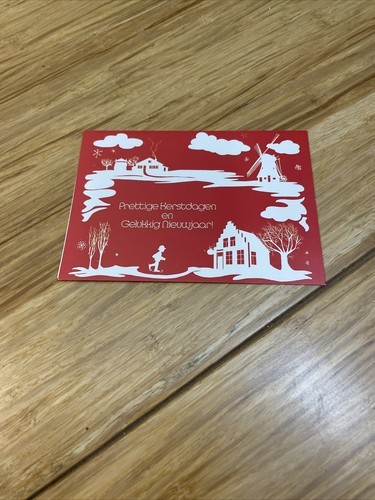 Prettige Kerstdagen
en
Gelukkig Nieuwjaar!